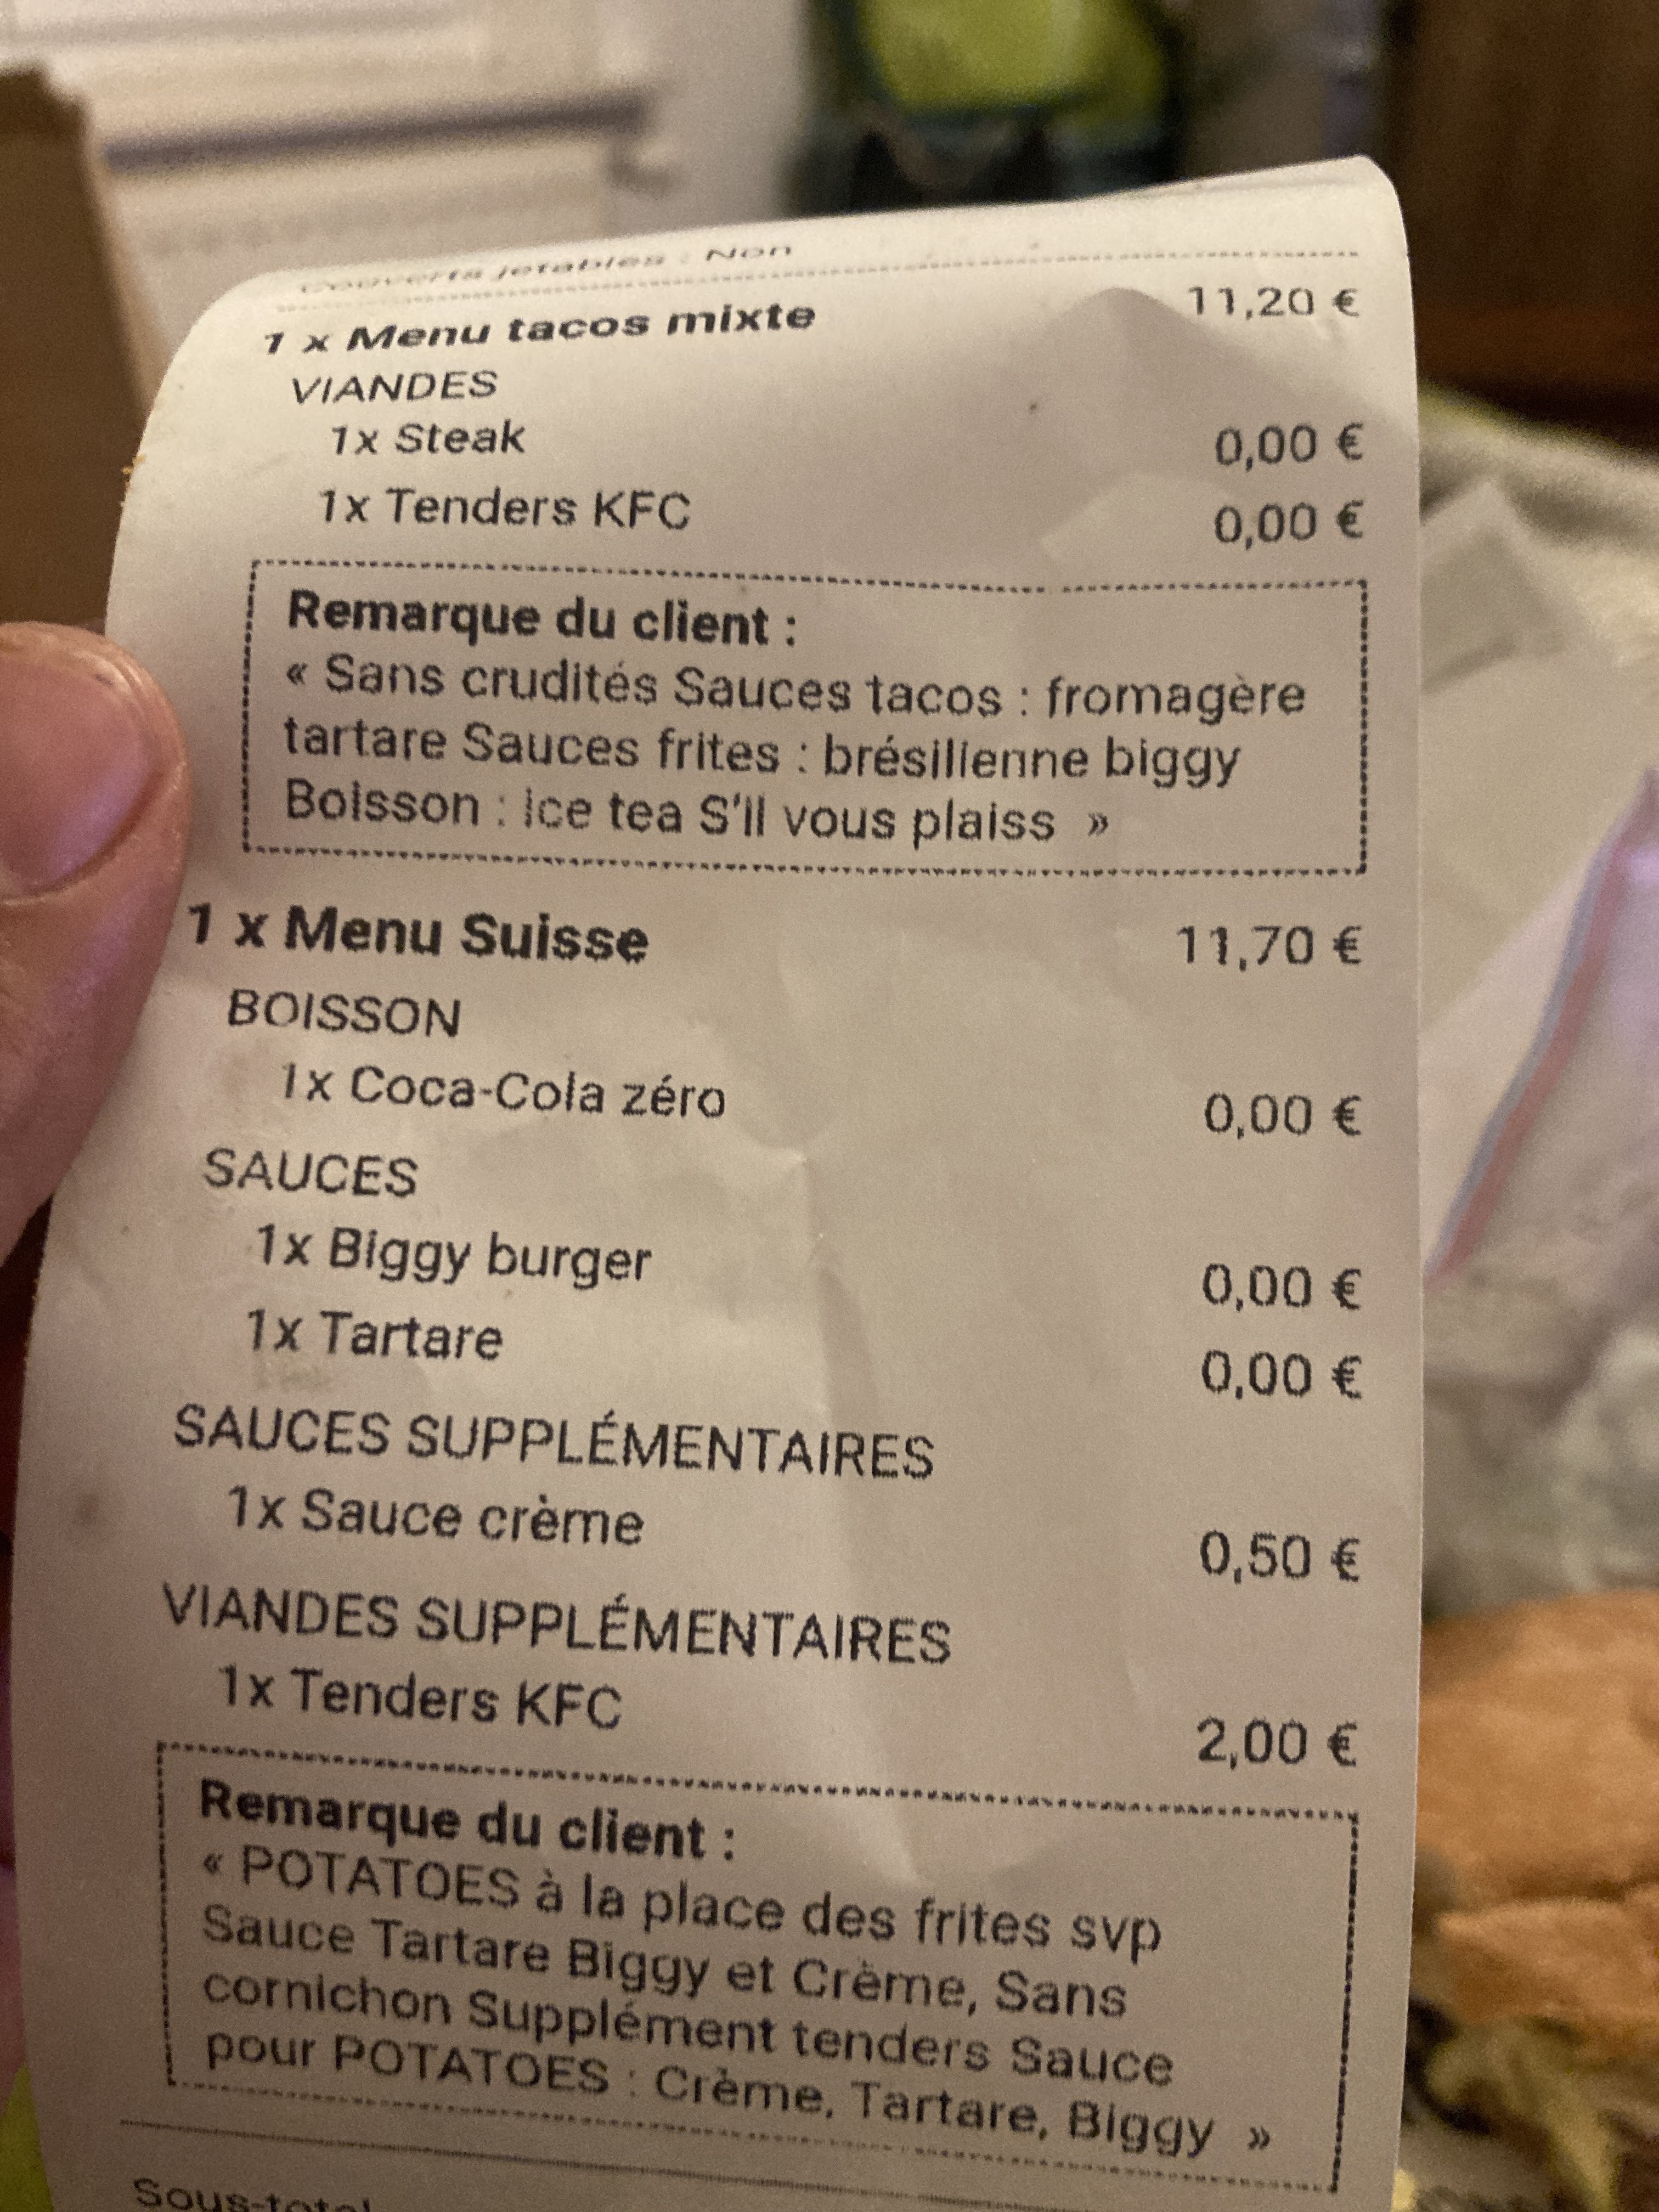 Couverts jetables : Non
1 x Menu tacos mixte 11,20 €
VIANDES
1x Steak 0,00 €
1x Tenders KFC 0,00 €
Remarque du client :
« Sans crudités Sauces tacos : fromagère
tartare Sauces frites : brésilienne biggy
Boisson : ice tea S'il vous plaiss »
1 x Menu Suisse 11,70 €
BOISSON
1x Coca-Cola zéro 0,00 €
SAUCES
1x Biggy burger 0,00 €
1x Tartare 0,00 €
SAUCES SUPPLÉMENTAIRES
1x Sauce crème 0,50 €
VIANDES SUPPLÉMENTAIRES
1x Tenders KFC 2,00 €
Remarque du client :
« POTATOES à la place des frites svp
Sauce Tartare Biggy et Crème, Sans
cornichon Supplément tenders Sauce
pour POTATOES : Crème, Tartare, Biggy »
Sous-total